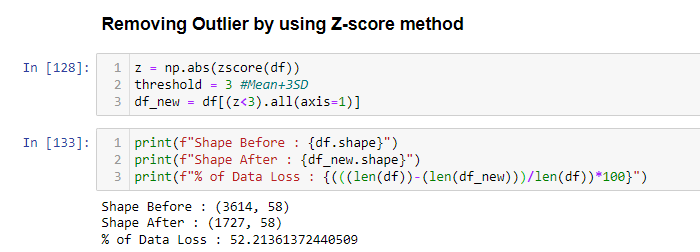 Removing Outlier by using Z-score method
In [128]:
1 z = np.abs(zscore(df))
2 threshold = 3 #Mean+3SD
3 df_new = df[(z<3).all(axis=1)]
In [133]:
1 print(f"Shape Before : {df.shape}")
2 print(f"Shape After : {df_new.shape}")
3 print(f"% of Data Loss : {(((len(df))-(len(df_new)))/len(df))*100}")
Shape Before : (3614, 58)
Shape After : (1727, 58)
% of Data Loss : 52.21361372440509